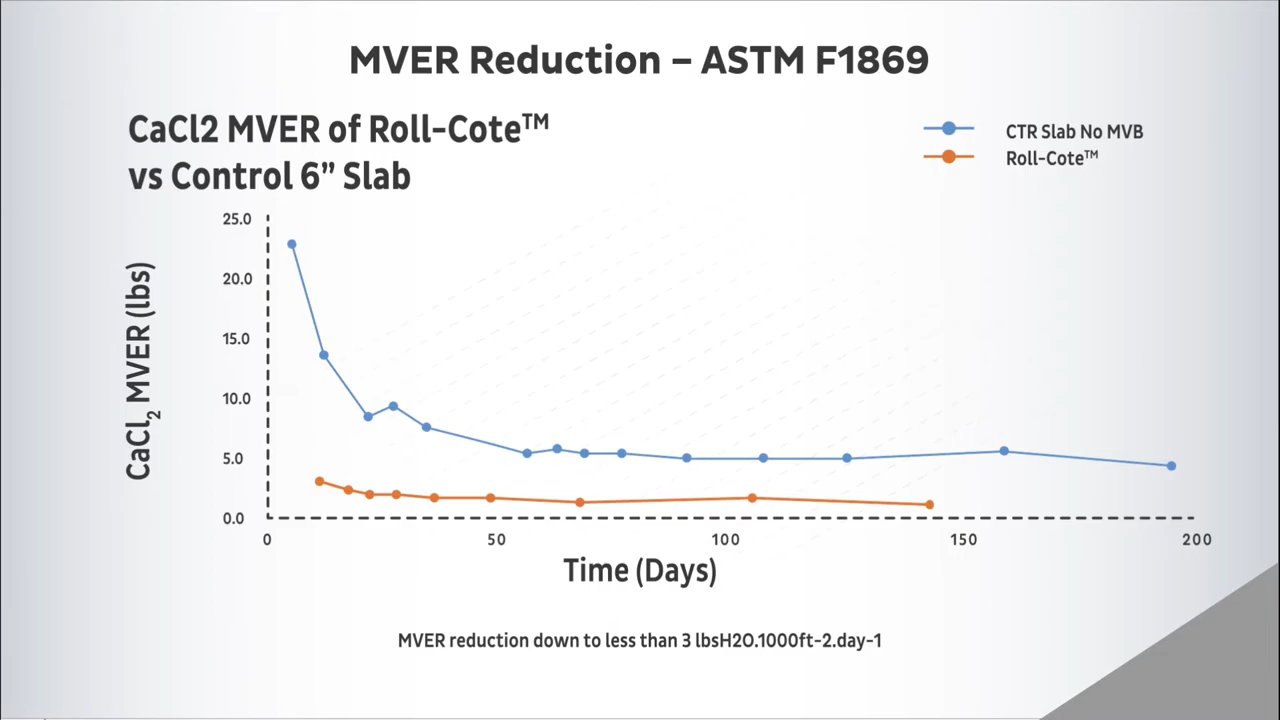 MVER Reduction – ASTM F1869
CaCl2 MVER of Roll-Cote™
vs Control 6” Slab
CTR Slab No MVB
Roll-Cote™
CaCl₂ MVER (lbs)
25.0
20.0
15.0
10.0
5.0
0.0
0 50 100 150 200
Time (Days)
MVER reduction down to less than 3 lbsH2O.1000ft-2.day-1